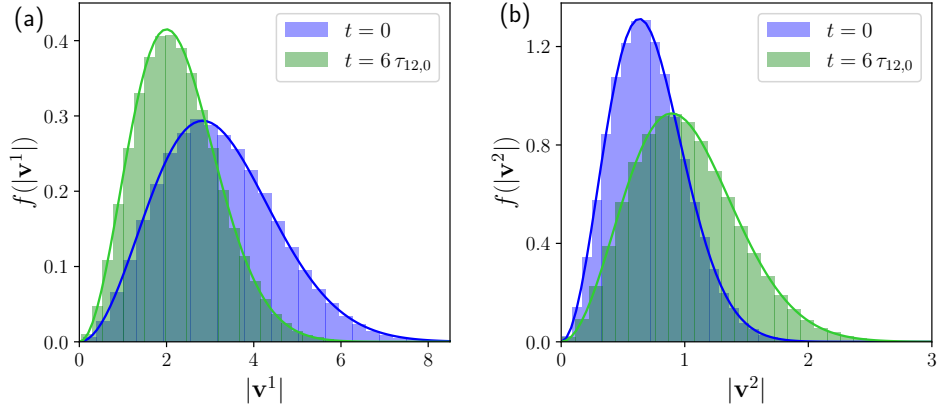 (a)
0.4
0.3
0.2
0.1
0.0
f(|𝐯¹|)
t = 0
t = 6 τ₁₂,₀
0
2
4
6
8
|𝐯¹|
(b)
1.2
0.8
0.4
0.0
f(|𝐯²|)
t = 0
t = 6 τ₁₂,₀
0
1
2
3
|𝐯²|